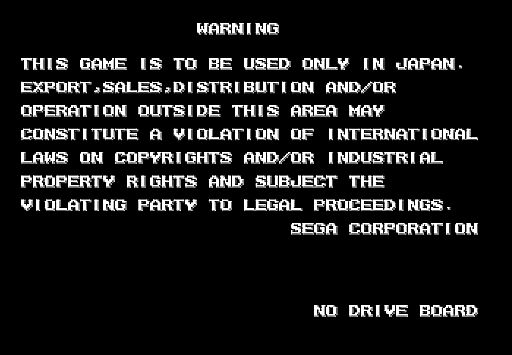 WARNING
THIS GAME IS TO BE USED ONLY IN JAPAN.
EXPORT,SALES,DISTRIBUTION AND/OR
OPERATION OUTSIDE THIS AREA MAY
CONSTITUTE A VIOLATION OF INTERNATIONAL
LAWS ON COPYRIGHTS AND/OR INDUSTRIAL
PROPERTY RIGHTS AND SUBJECT THE
VIOLATING PARTY TO LEGAL PROCEEDINGS.
SEGA CORPORATION
NO DRIVE BOARD